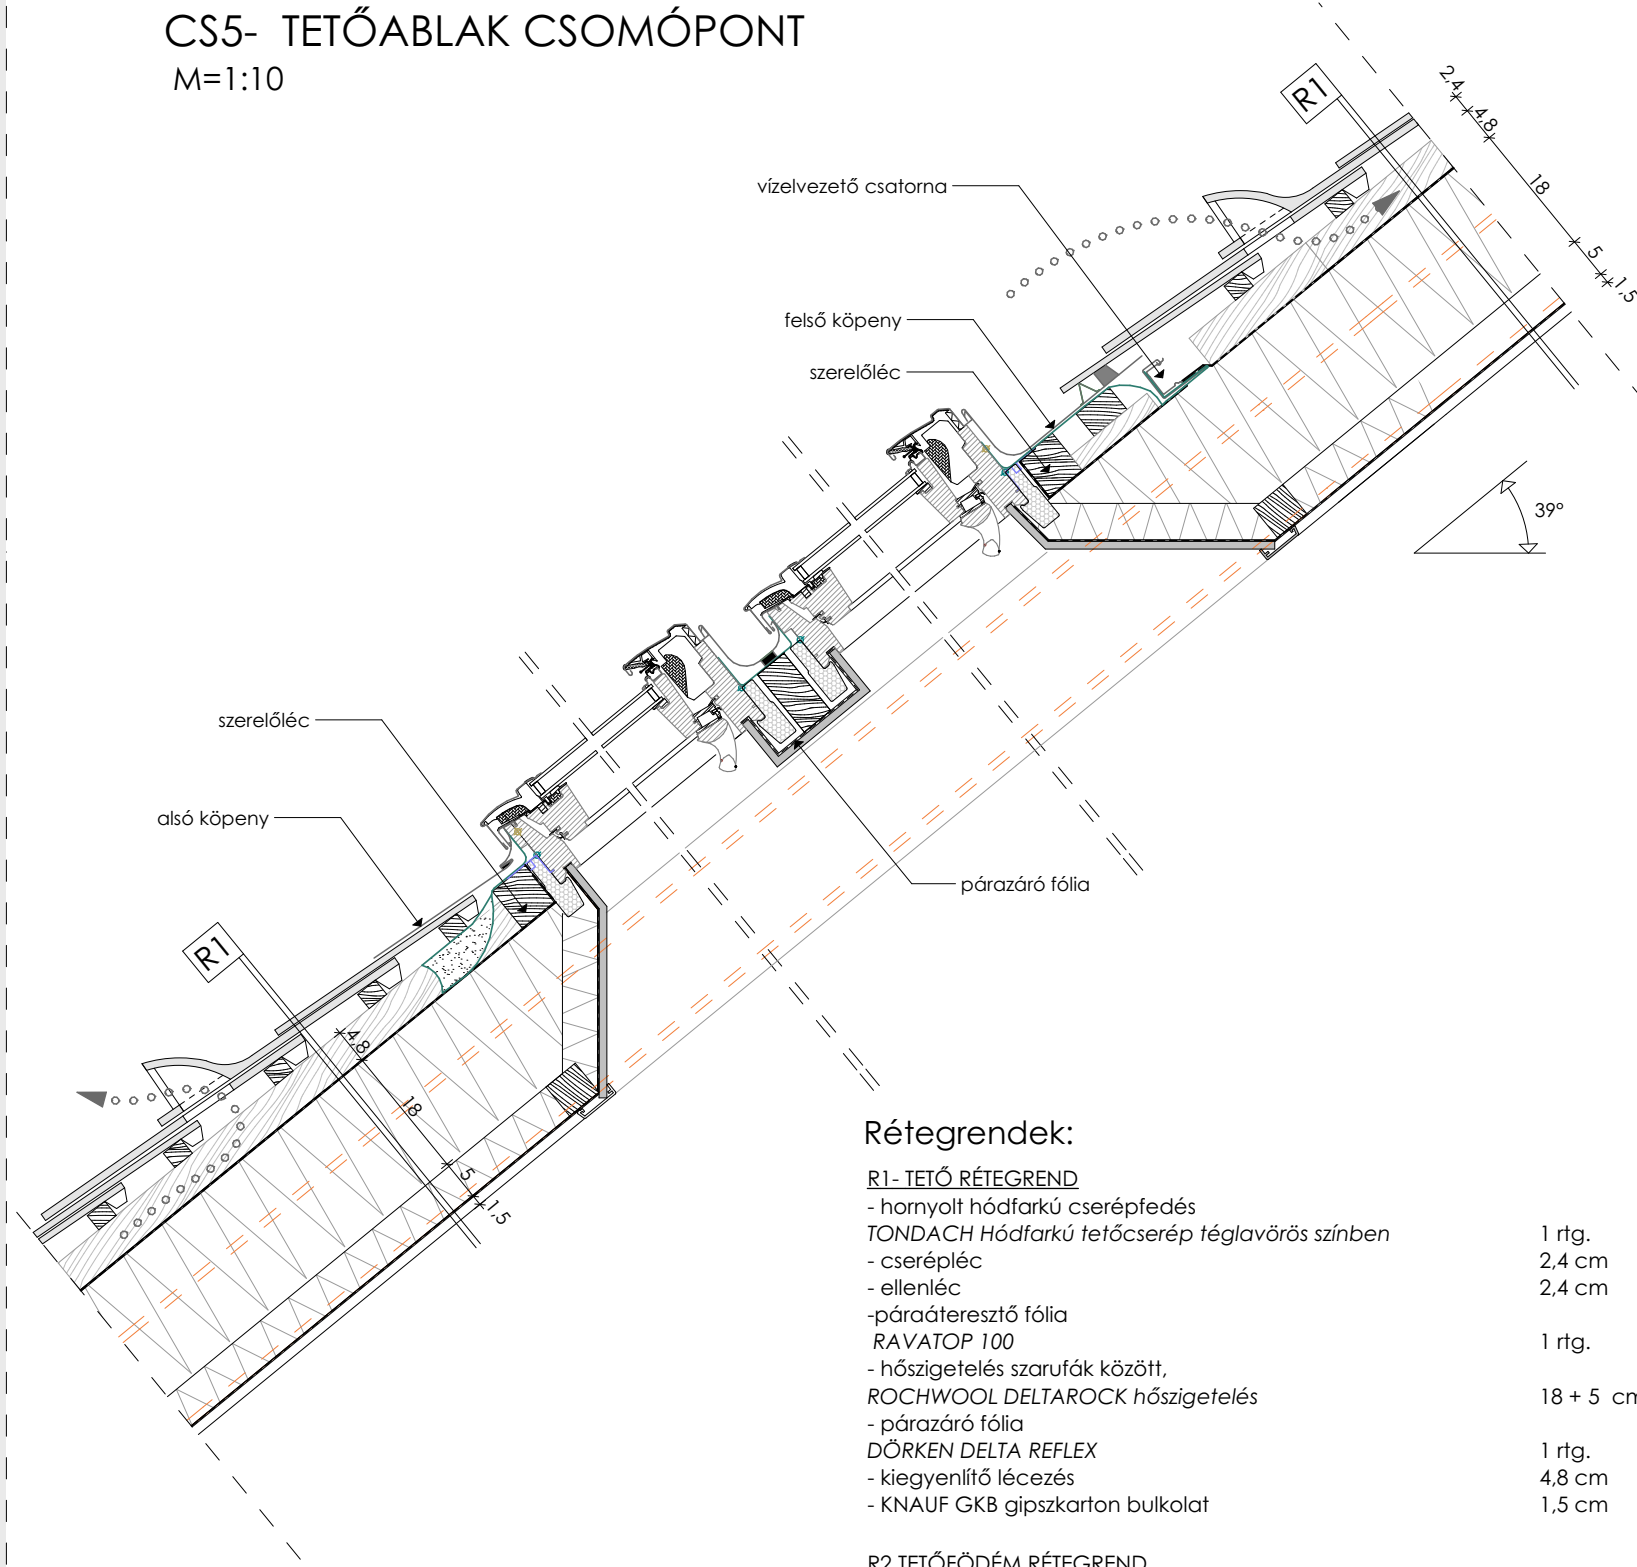 CS5-  TETŐABLAK CSOMÓPONT
M=1:10
R1
2,4
4,8
18
5
1,5
vízelvezető csatorna
felső köpeny
szerelőléc
39°
szerelőléc
alsó köpeny
párazáró fólia
R1
4,8
18
5
1,5
Rétegrendek:
R1- TETŐ RÉTEGREND
- hornyolt hódfarkú cserépfedés
TONDACH Hódfarkú tetőcserép téglavörös színben 1 rtg.
- cserépléc 2,4 cm
- ellenléc 2,4 cm
-páraáteresztő fólia
RAVATOP 100 1 rtg.
- hőszigetelés szarufák között,
ROCHWOOL DELTAROCK hőszigetelés 18 + 5 cm
- párazáró fólia
DÖRKEN DELTA REFLEX 1 rtg.
- kiegyenlítő lécezés 4,8 cm
- KNAUF GKB gipszkarton bulkolat 1,5 cm
R2 TETŐFÖDÉM RÉTEGREND